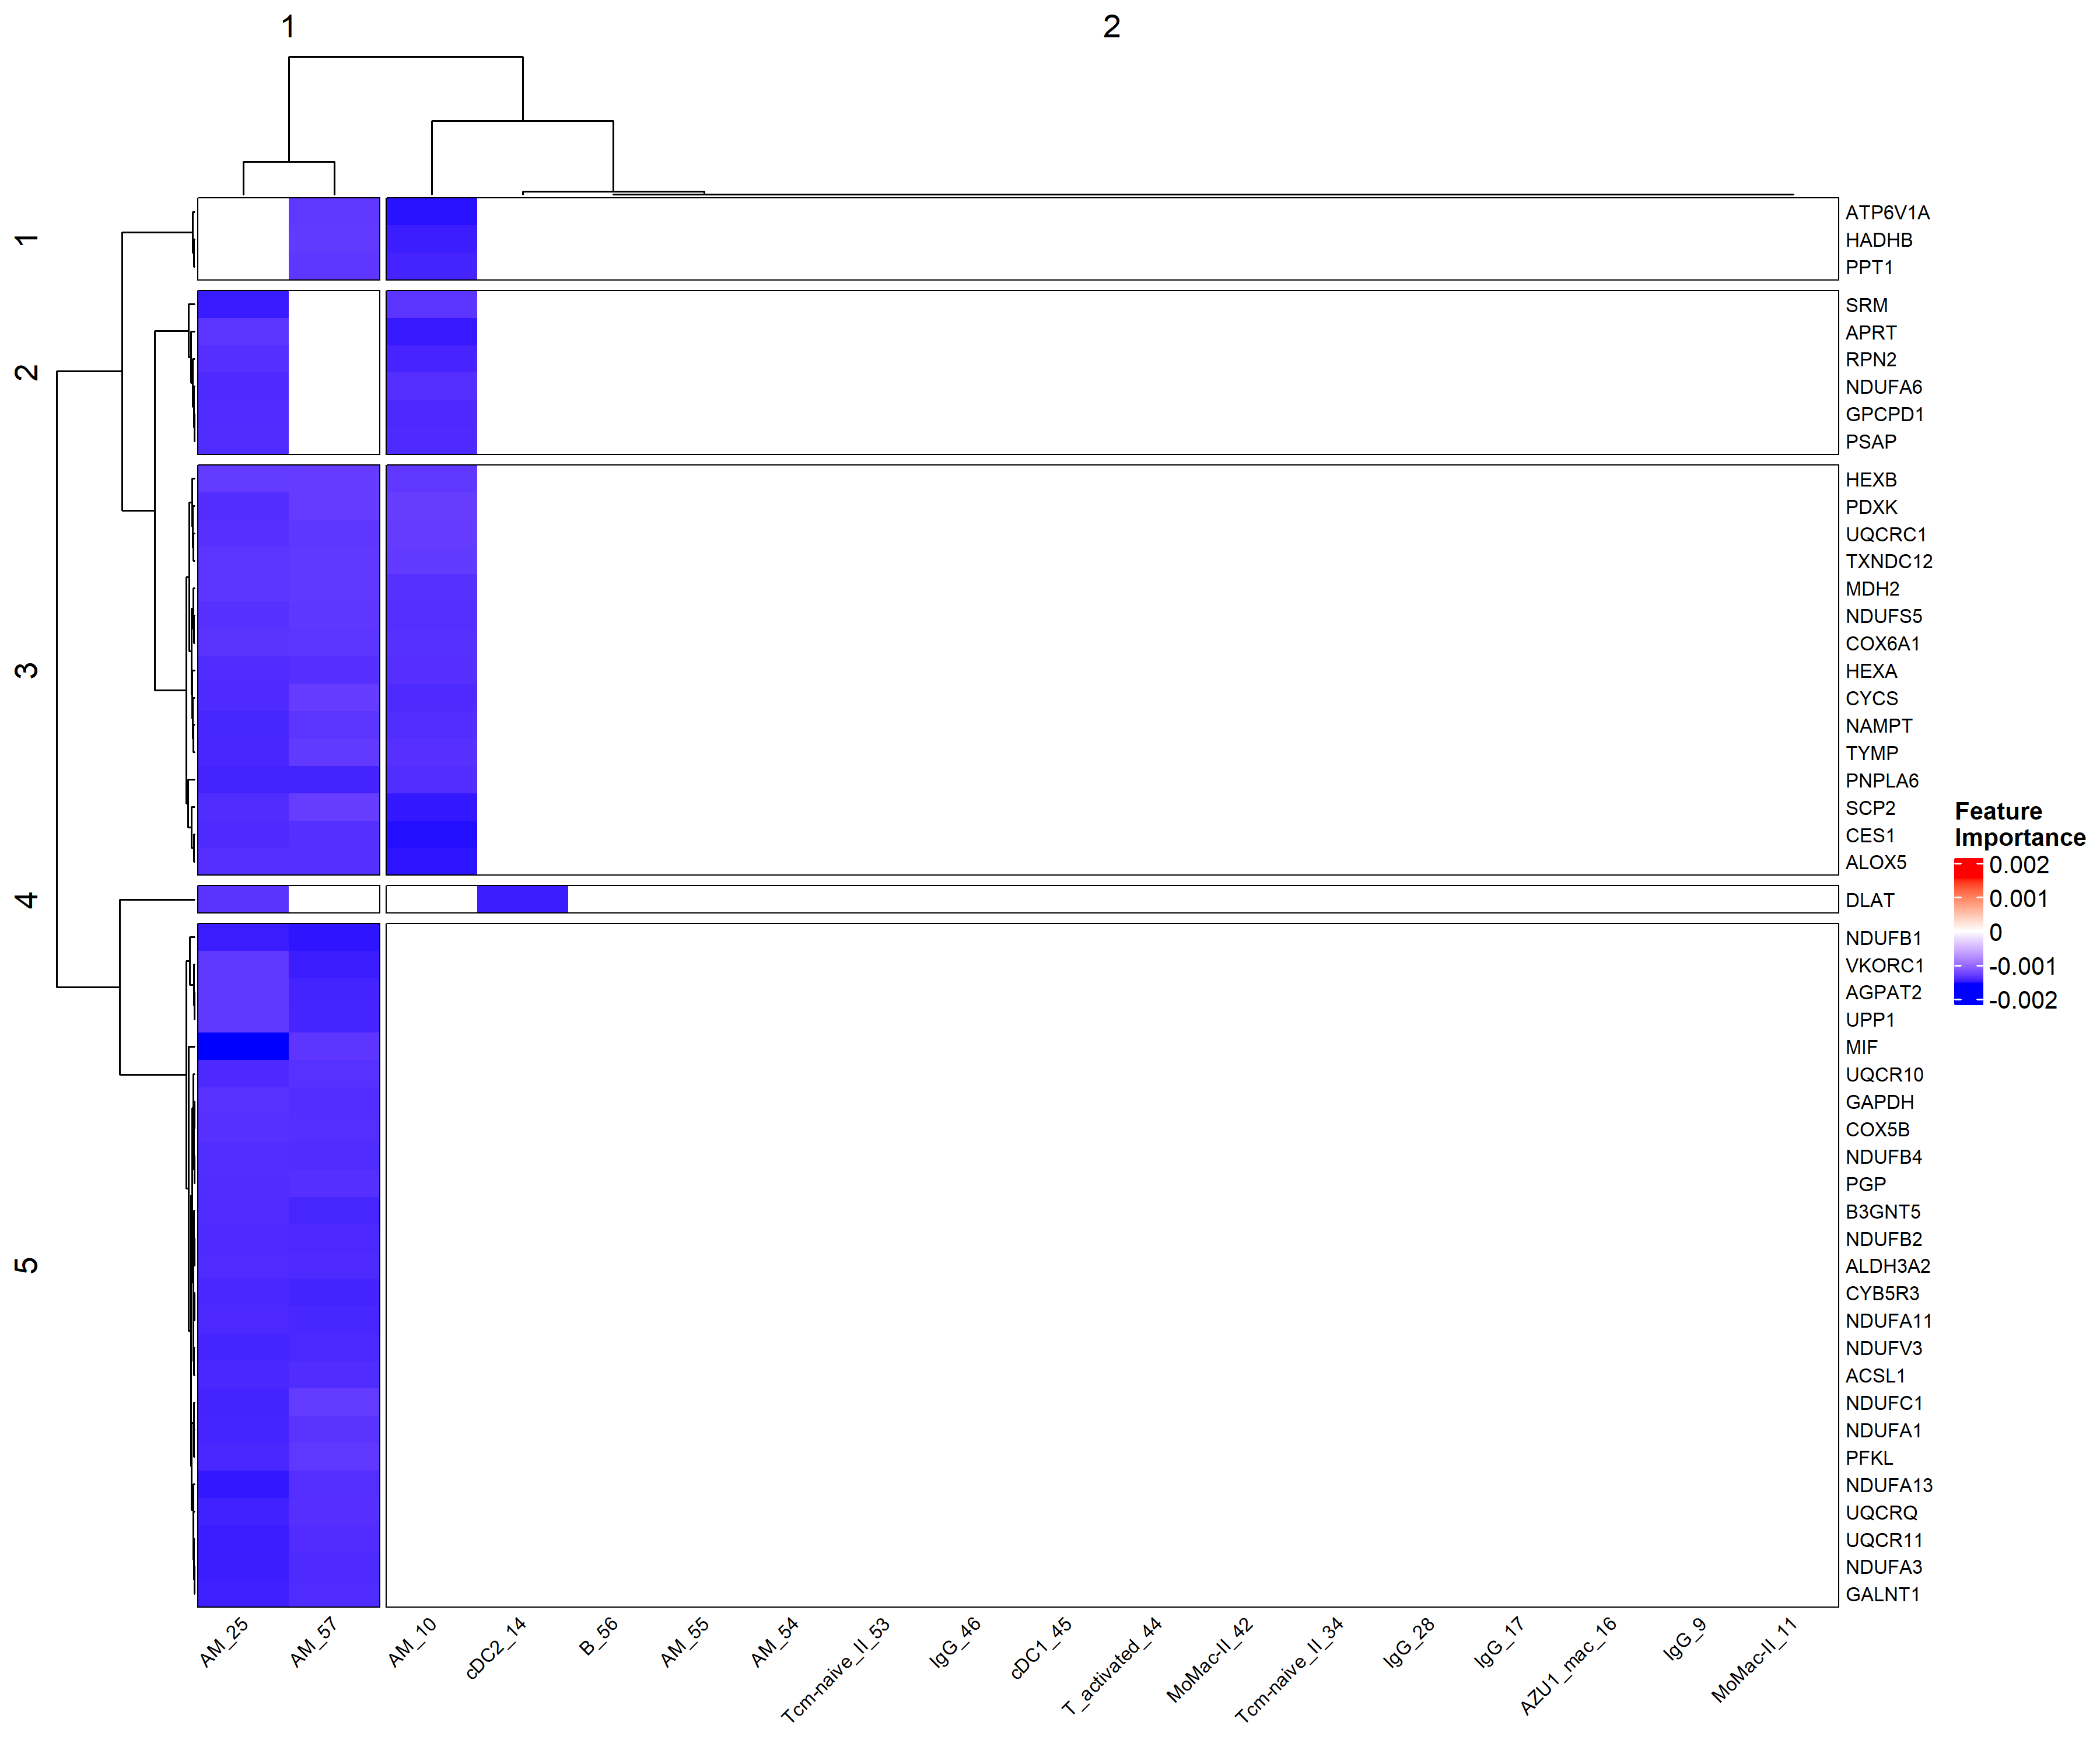 1
2
1
2
3
4
5
ATP6V1A
HADHB
PPT1
SRM
APRT
RPN2
NDUFA6
GPCPD1
PSAP
HEXB
PDXK
UQCRC1
TXNDC12
MDH2
NDUFS5
COX6A1
HEXA
CYCS
NAMPT
TYMP
PNPLA6
SCP2
CES1
ALOX5
DLAT
NDUFB1
VKORC1
AGPAT2
UPP1
MIF
UQCR10
GAPDH
COX5B
NDUFB4
PGP
B3GNT5
NDUFB2
ALDH3A2
CYB5R3
NDUFA11
NDUFV3
ACSL1
NDUFC1
NDUFA1
PFKL
NDUFA13
UQCRQ
UQCR11
NDUFA3
GALNT1
Feature
Importance
0.002
0.001
0
-0.001
-0.002
AM_25
AM_57
AM_10
cDC2_14
B_56
AM_55
AM_54
Tcm-naive_II_53
IgG_46
cDC1_45
T_activated_44
MoMac-II_42
Tcm-naive_II_34
IgG_28
IgG_17
AZU1_mac_16
IgG_9
MoMac-II_11